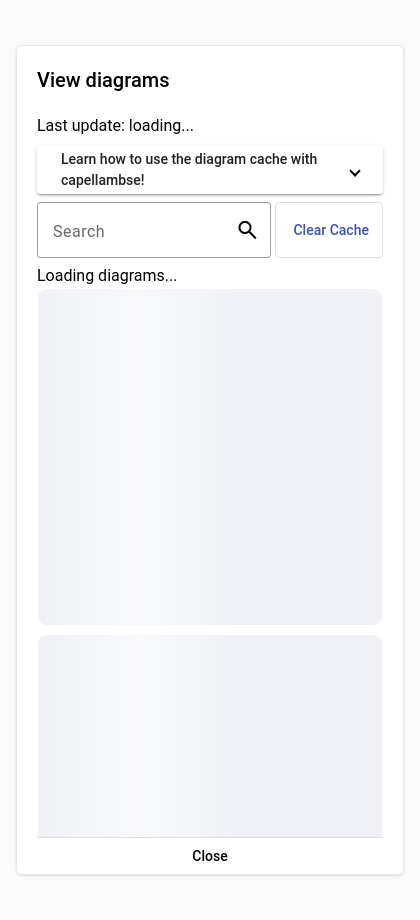 View diagrams
Last update: loading...
Learn how to use the diagram cache with
capellambse!
Search
Clear Cache
Loading diagrams...
Close